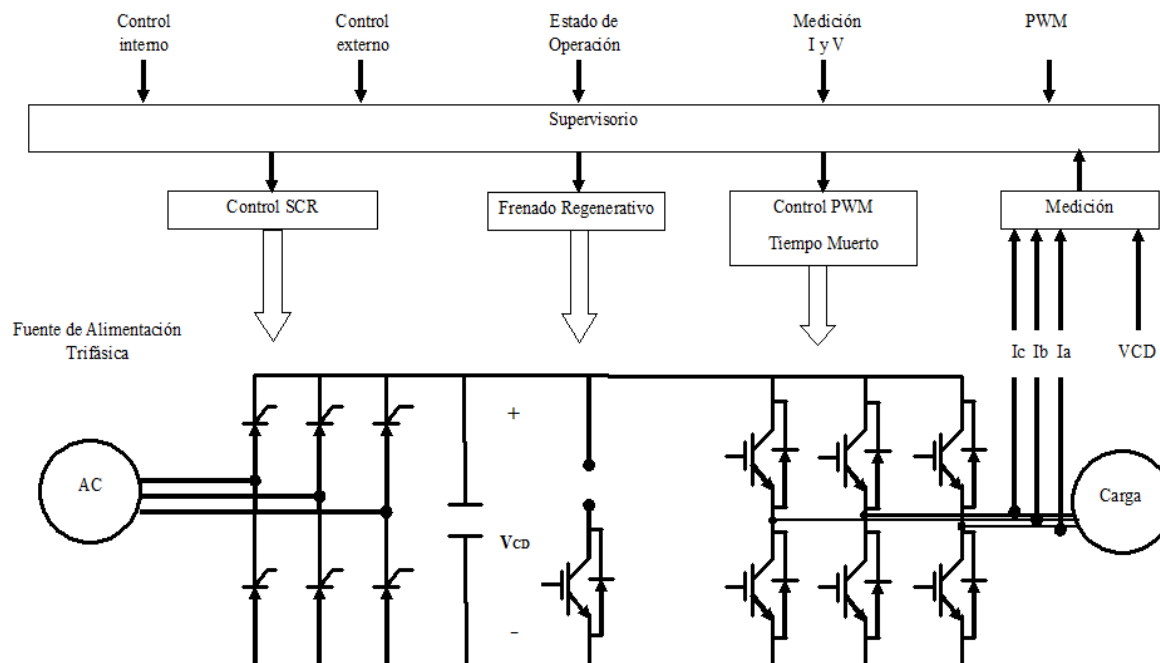 Control
interno
Control
externo
Estado de
Operación
Medición
I y V
PWM
Supervisorio
Control SCR
Frenado Regenerativo
Control PWM
Tiempo Muerto
Medición
Fuente de Alimentación
Trifásica
Ic Ib Ia VCD
+
AC
VCD
Carga
-